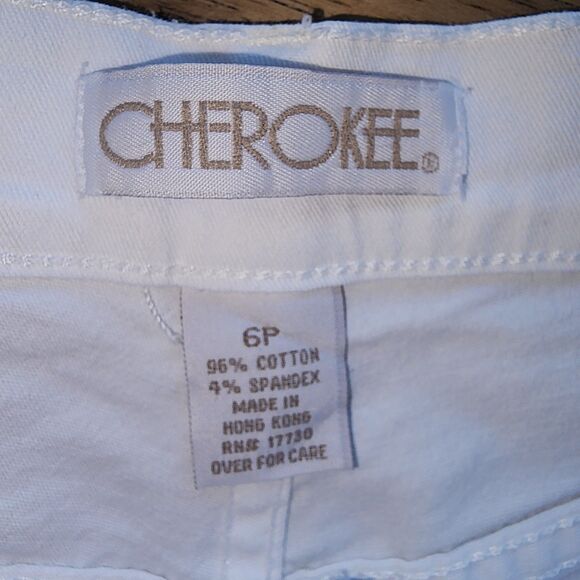 CHEROKEE®
6P
96% COTTON
4% SPANDEX
MADE IN
HONG KONG
RN# 17730
OVER FOR CARE